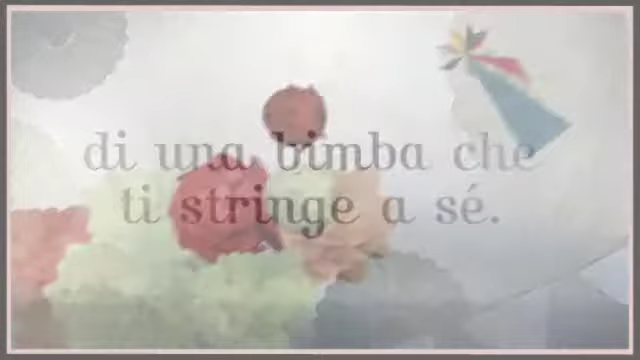 di una bimba che
ti stringe a sé.